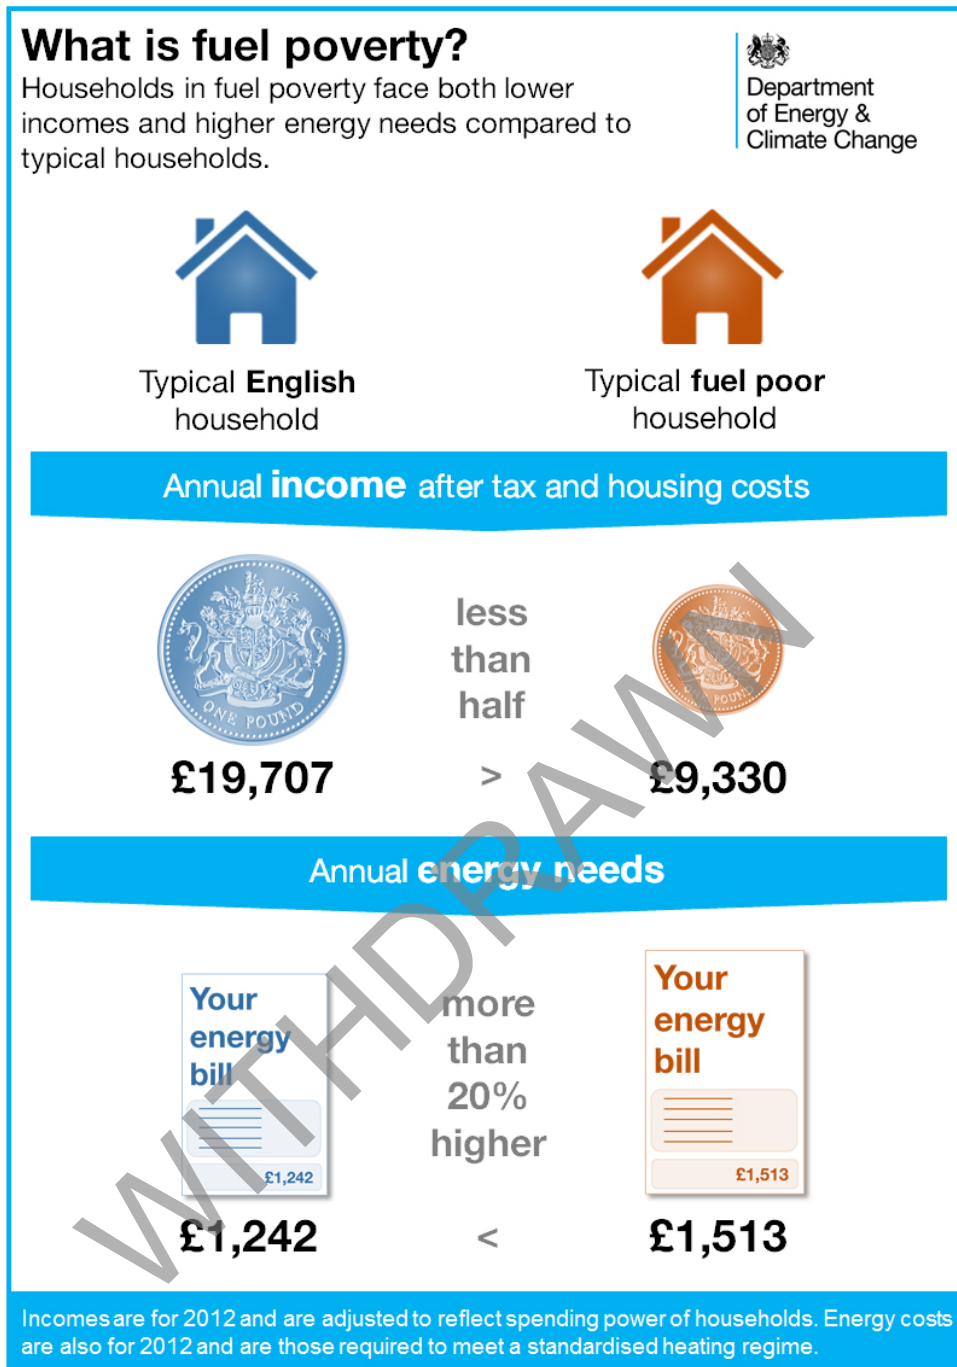 What is fuel poverty?
Households in fuel poverty face both lower
incomes and higher energy needs compared to
typical households.
Department
of Energy &
Climate Change
Typical English
household
Typical fuel poor
household
Annual income after tax and housing costs
ONE POUND
less
than
half
POUND
£19,707
>
£9,330
Annual energy needs
Your
energy
bill
£1,242
more
than
20%
higher
Your
energy
bill
£1,513
£1,242
<
£1,513
WITHDRAWN
Incomes are for 2012 and are adjusted to reflect spending power of households. Energy costs
are also for 2012 and are those required to meet a standardised heating regime.